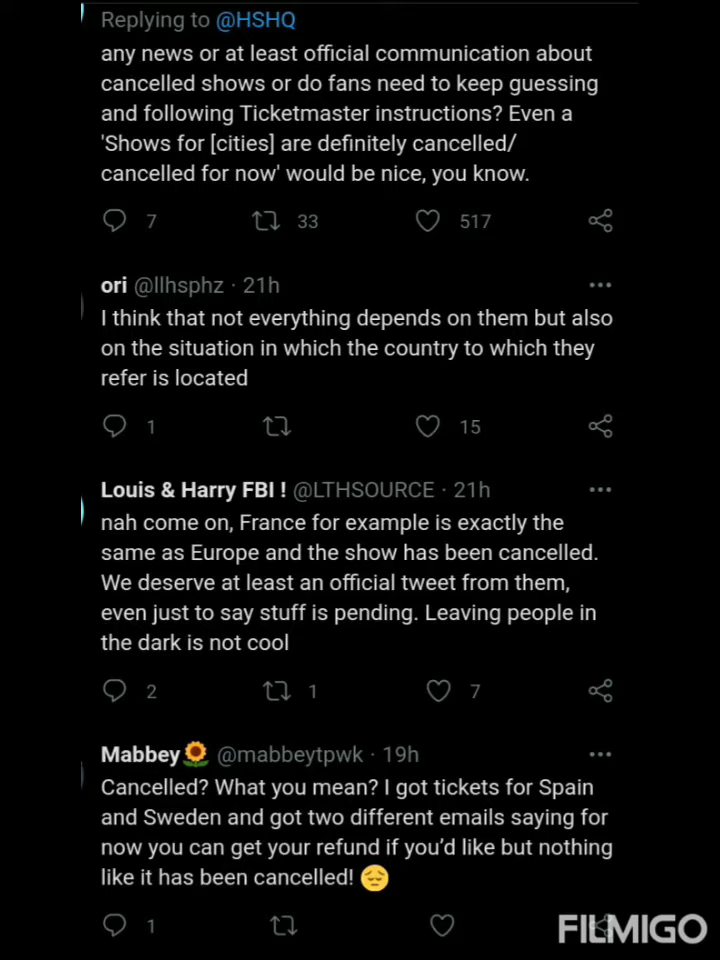 Replying to @HSHQ
any news or at least official communication about
cancelled shows or do fans need to keep guessing
and following Ticketmaster instructions? Even a
'Shows for [cities] are definitely cancelled/
cancelled for now' would be nice, you know.
7 33 517
ori @llhsphz · 21h
I think that not everything depends on them but also
on the situation in which the country to which they
refer is located
1 15
Louis & Harry FBI ! @LTHSOURCE · 21h
nah come on, France for example is exactly the
same as Europe and the show has been cancelled.
We deserve at least an official tweet from them,
even just to say stuff is pending. Leaving people in
the dark is not cool
2 1 7
Mabbey🌻 @mabbeytpwk · 19h
Cancelled? What you mean? I got tickets for Spain
and Sweden and got two different emails saying for
now you can get your refund if you’d like but nothing
like it has been cancelled! 😔
1
FILMIGO